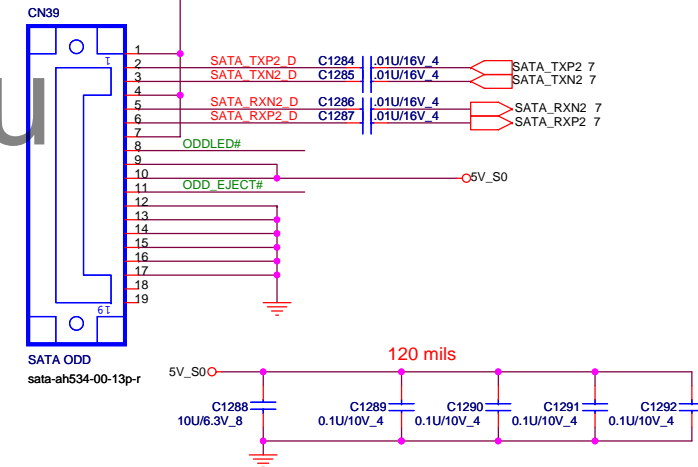 CN39
1
1
2 SATA_TXP2_D C1284 .01U/16V_4 SATA_TXP2 7
3 SATA_TXN2_D C1285 .01U/16V_4 SATA_TXN2 7
4
5 SATA_RXN2_D C1286 .01U/16V_4 SATA_RXN2 7
6 SATA_RXP2_D C1287 .01U/16V_4 SATA_RXP2 7
7
8 ODDLED#
9
10 5V_S0
11 ODD_EJECT#
12
13
14
15
16
17
18
19
19
SATA ODD
sata-ah534-00-13p-r
120 mils
5V_S0
C1288 C1289 C1290 C1291 C1292
10U/6.3V_8 0.1U/10V_4 0.1U/10V_4 0.1U/10V_4 0.1U/10V_4
u